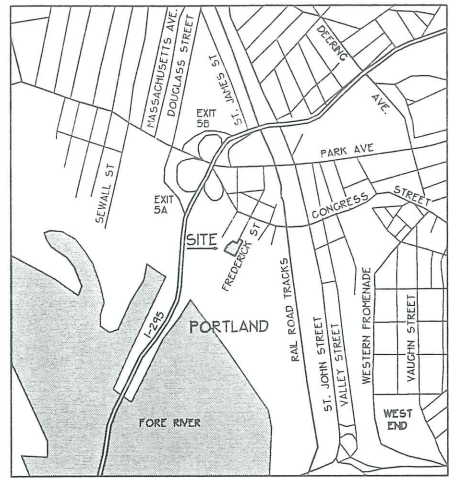 MASSACHUSETTS AVE.
DOUGLASS STREET
ST. JAMES ST
DEERING
AVE.
EXIT
5B
PARK AVE
SEWALL ST
EXIT
5A
CONGRESS
STREET
SITE
FREDERICK ST
I-295
PORTLAND
RAIL ROAD TRACKS
ST. JOHN STREET
VALLEY STREET
WESTERN PROMENADE
VAUGHN STREET
WEST
END
FORE RIVER